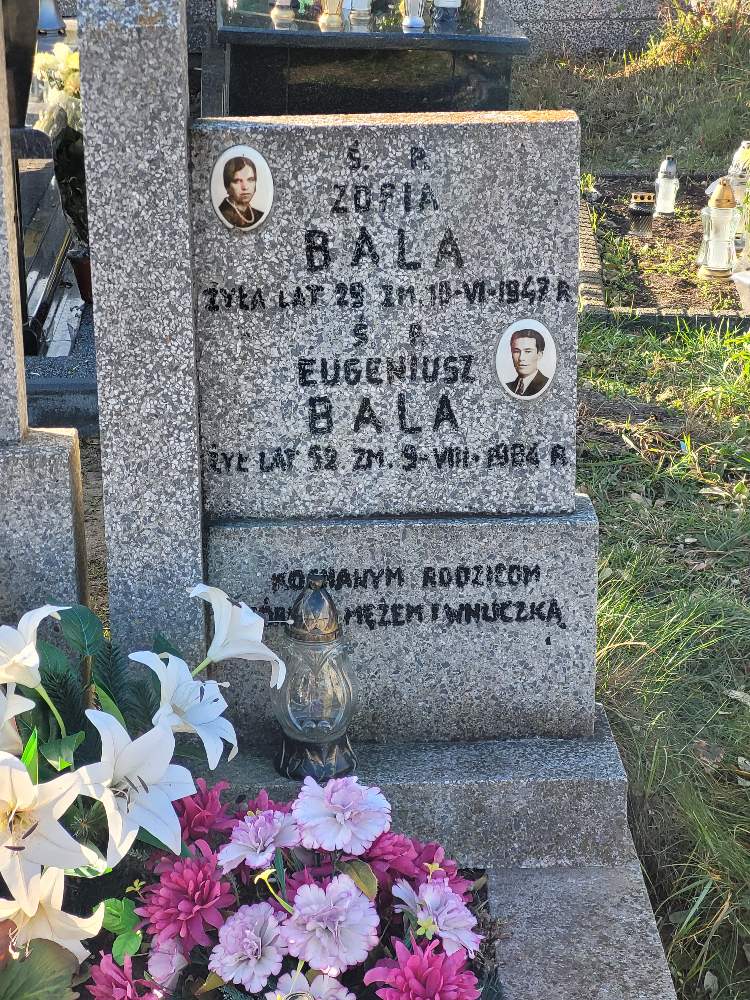 Ś. P.
ZOFIA
BALA
ŻYŁA LAT 29 ZM. 10-VI-1947 R
Ś P.
EUGENIUSZ
BALA
ŻYŁ LAT 52 ZM. 9-VIII-1984 R
KOCHANYM RODZICOM
MĘŻEM I WNUCZKĄ